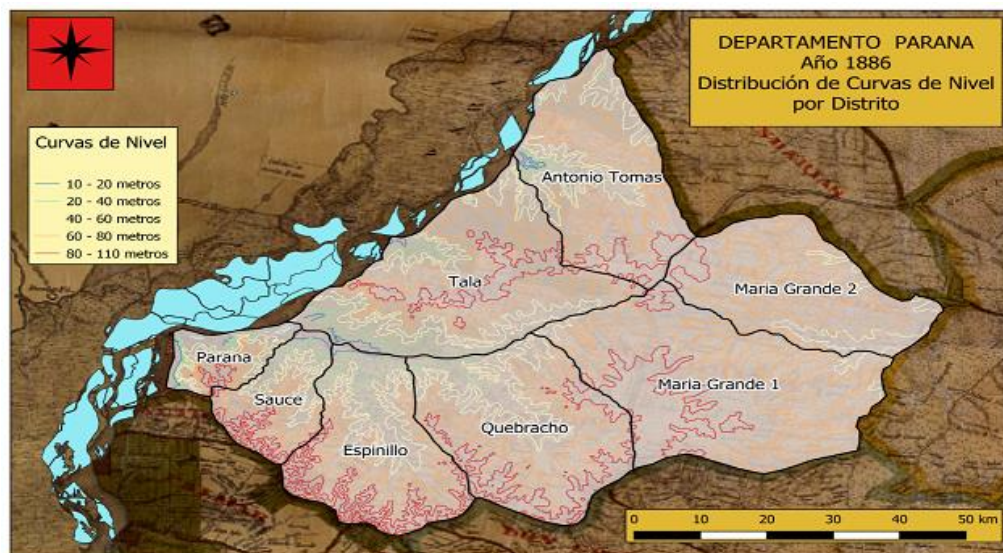 DEPARTAMENTO PARANA
Año 1886
Distribución de Curvas de Nivel
por Distrito
Curvas de Nivel
10 - 20 metros
20 - 40 metros
40 - 60 metros
60 - 80 metros
80 - 110 metros
Antonio Tomas
Tala
Maria Grande 2
Parana
Sauce
Maria Grande 1
Quebracho
Espinillo
0 10 20 30 40 50 km